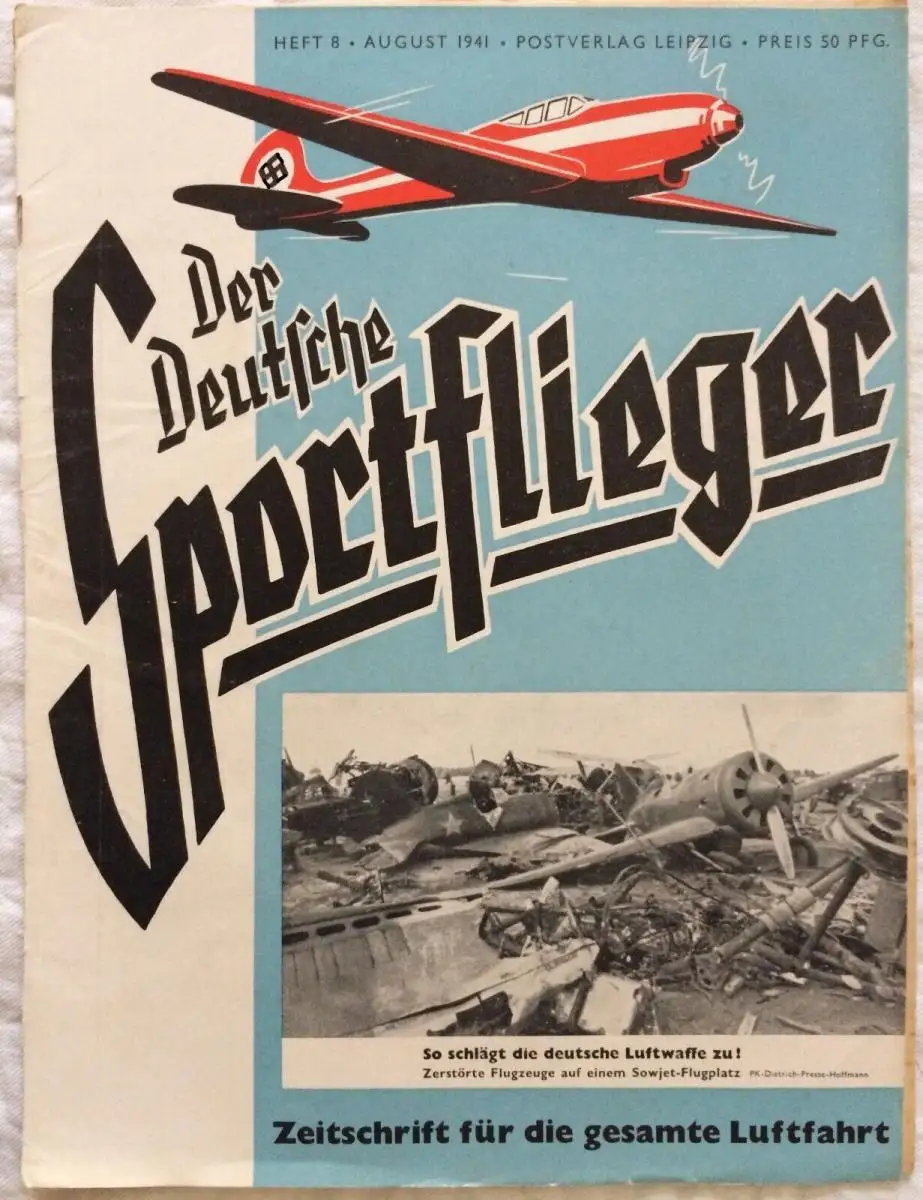 HEFT 8 • AUGUST 1941 • POSTVERLAG LEIPZIG • PREIS 50 PFG.
Der
Deutsche
Sportflieger
So schlägt die deutsche Luftwaffe zu!
Zerstörte Flugzeuge auf einem Sowjet-Flugplatz PK-Dietrich-Presse-Hoffmann
Zeitschrift für die gesamte Luftfahrt